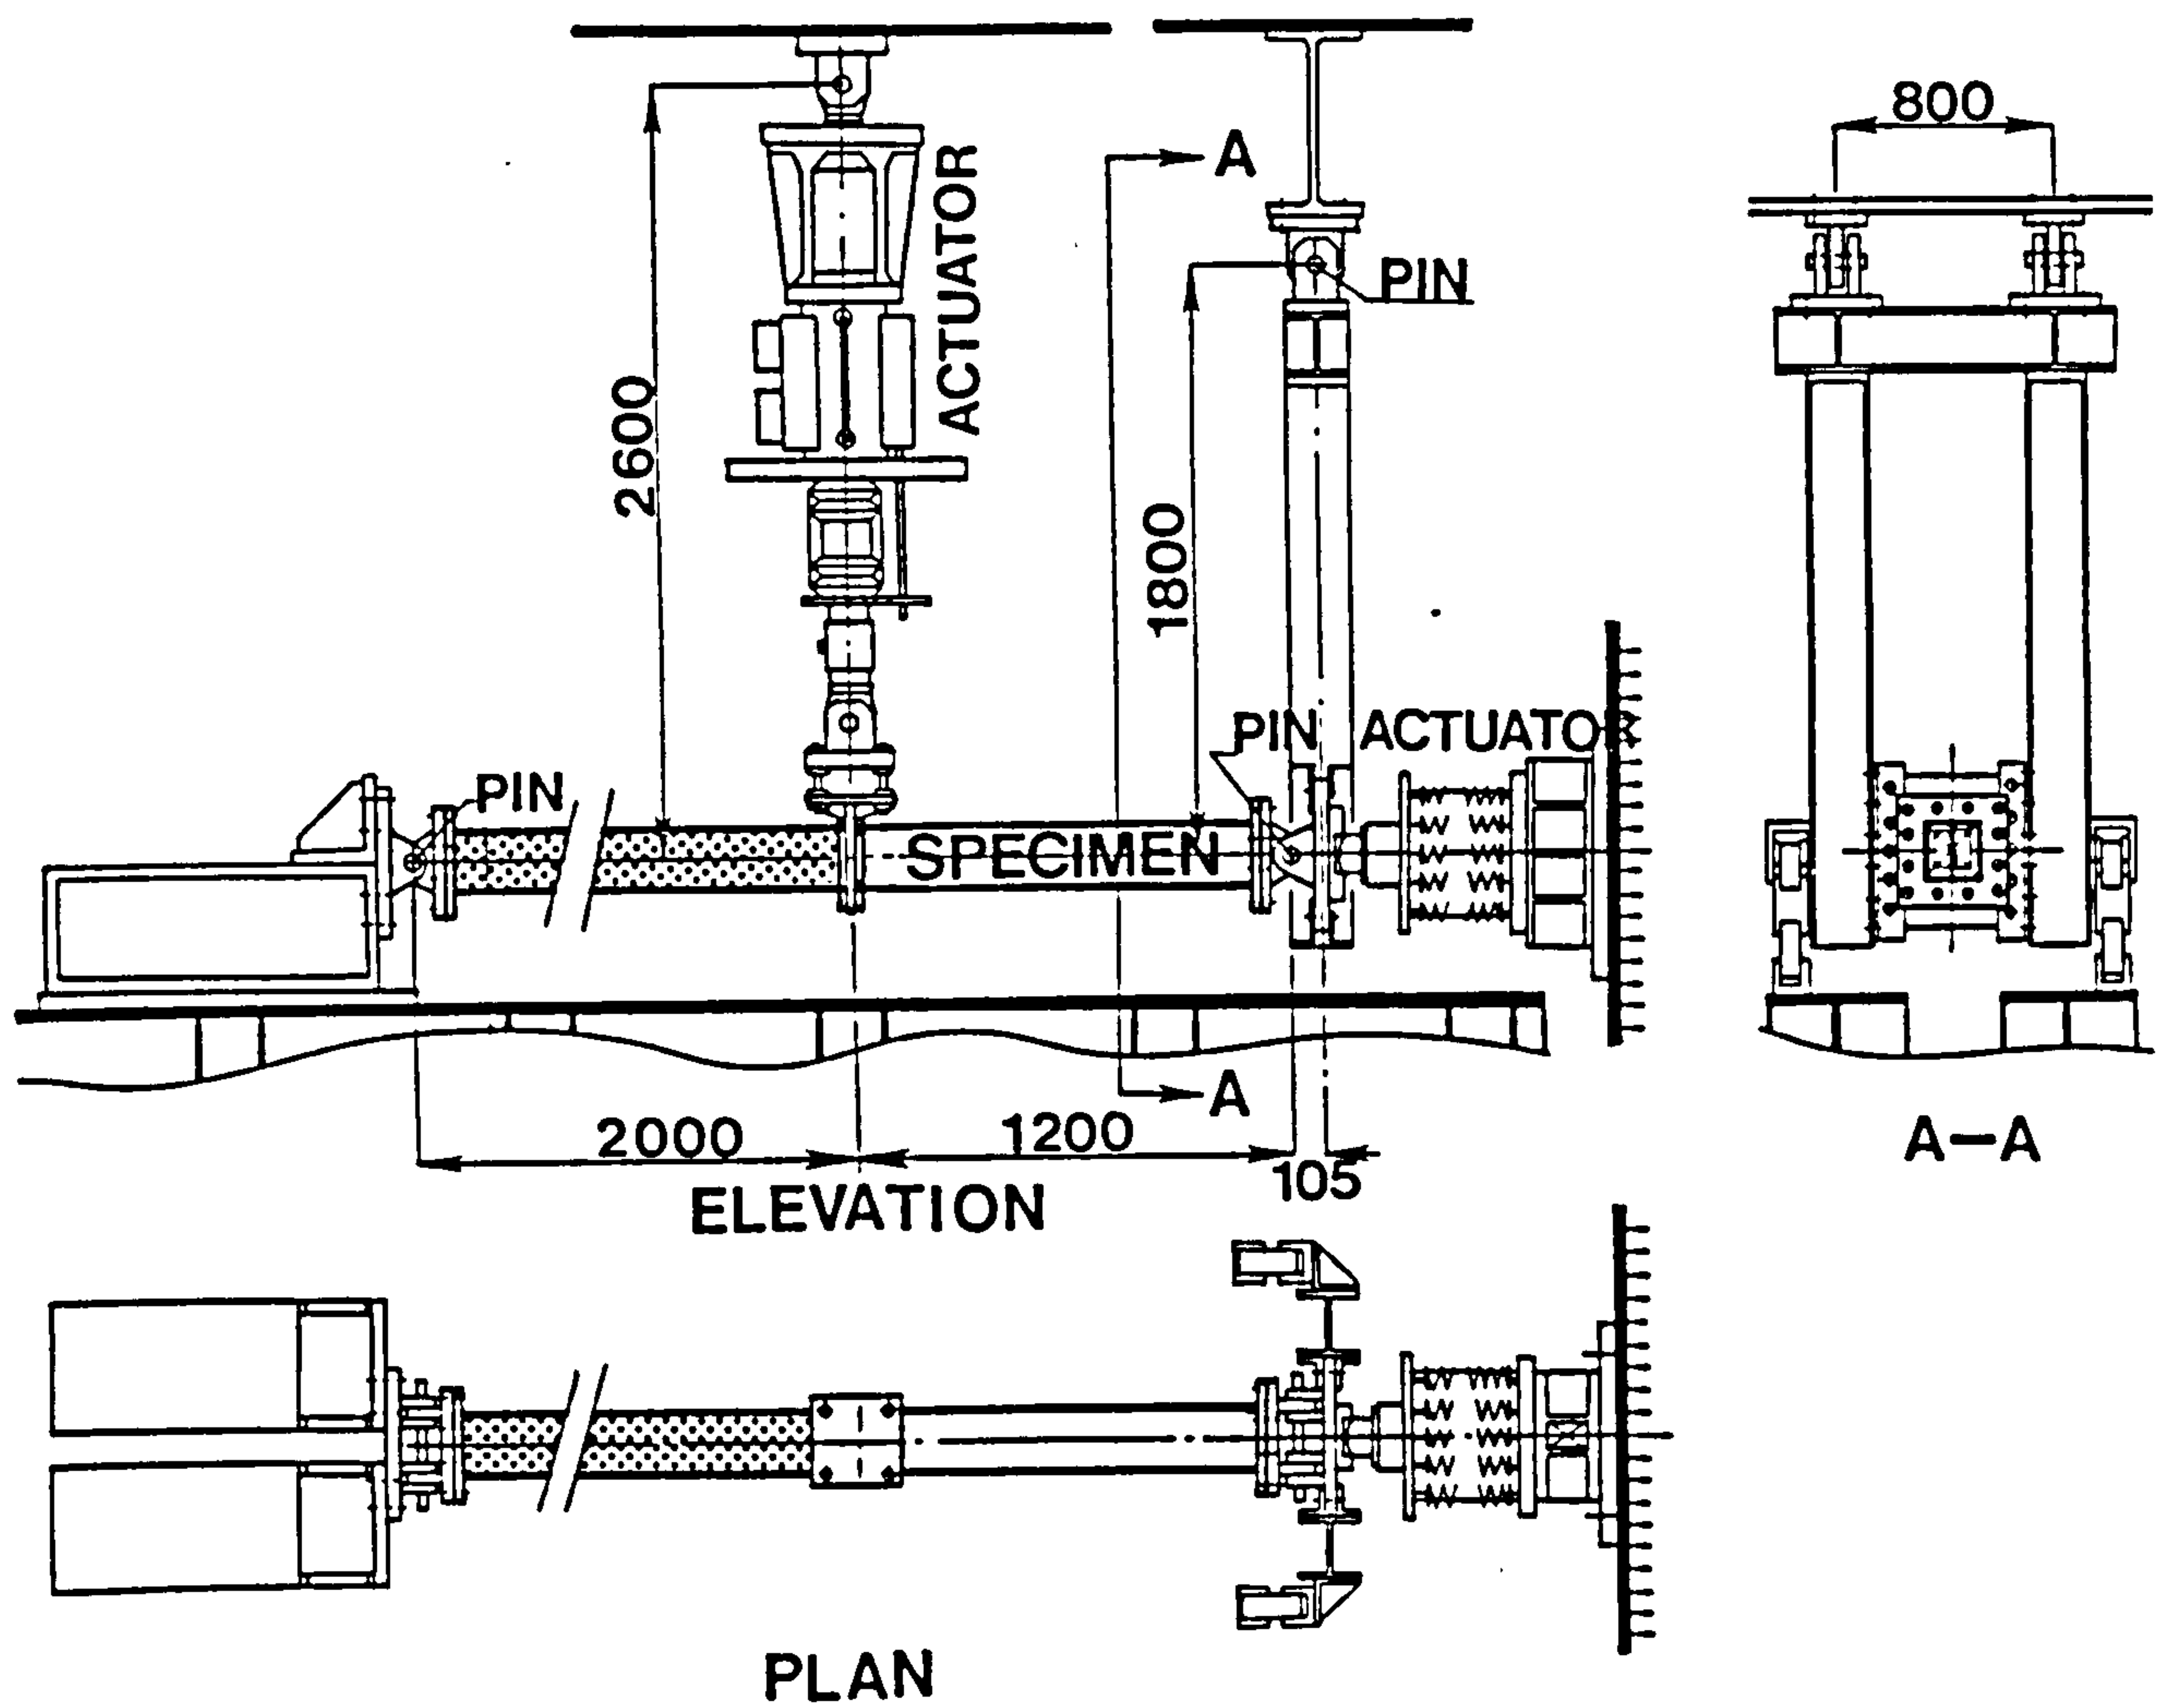 800
A
ACTUATOR
PIN
2600
1800
PIN ACTUATOR
PIN
SPECIMEN
A
2000
1200
105
A-A
ELEVATION
PLAN